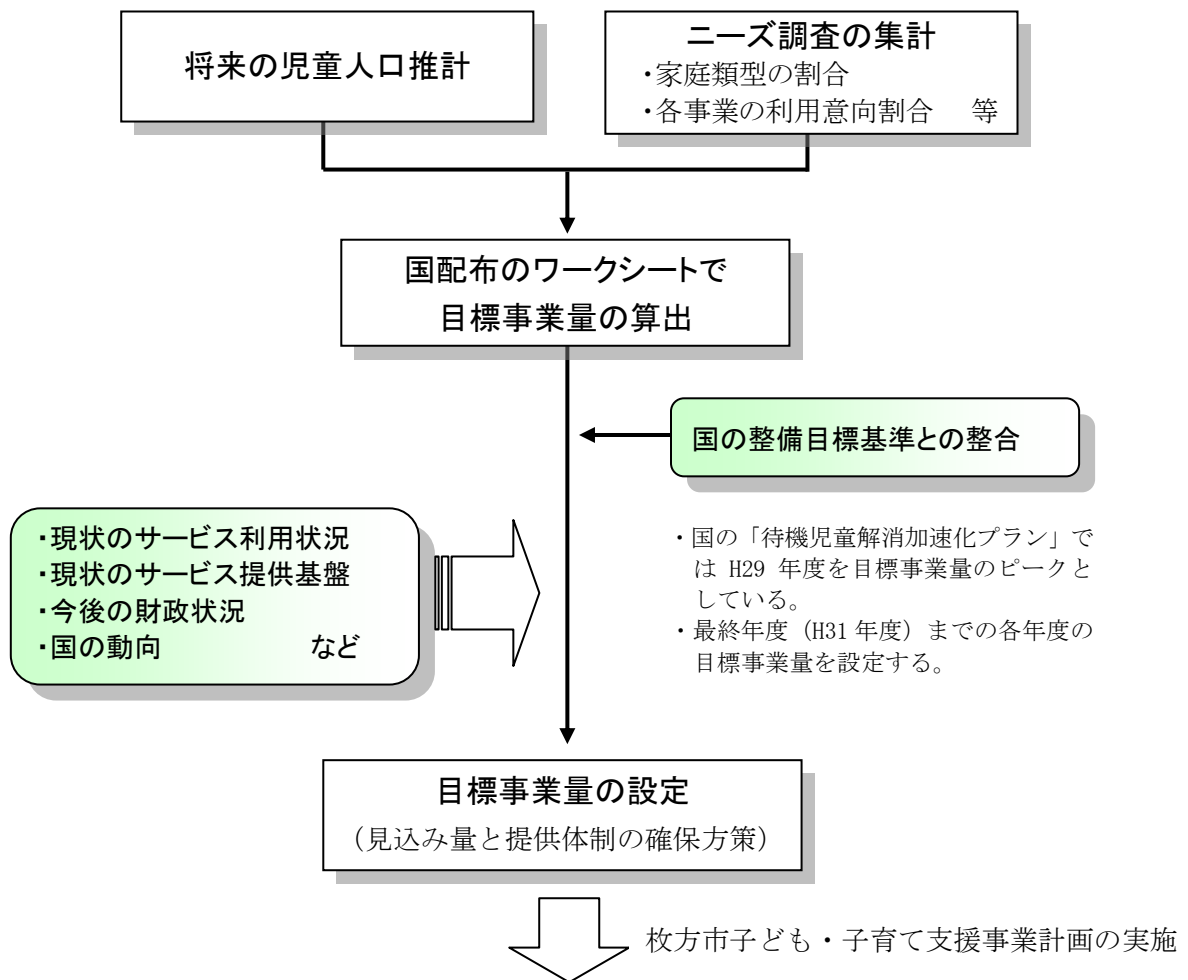 将来の児童人口推計
ニーズ調査の集計
・家庭類型の割合
・各事業の利用意向割合　等
国配布のワークシートで
目標事業量の算出
国の整備目標基準との整合
・現状のサービス利用状況
・現状のサービス提供基盤
・今後の財政状況
・国の動向　など
・国の「待機児童解消加速化プラン」で
は H29 年度を目標事業量のピークと
している。
・最終年度（H31 年度）までの各年度の
目標事業量を設定する。
目標事業量の設定
（見込み量と提供体制の確保方策）
枚方市子ども・子育て支援事業計画の実施